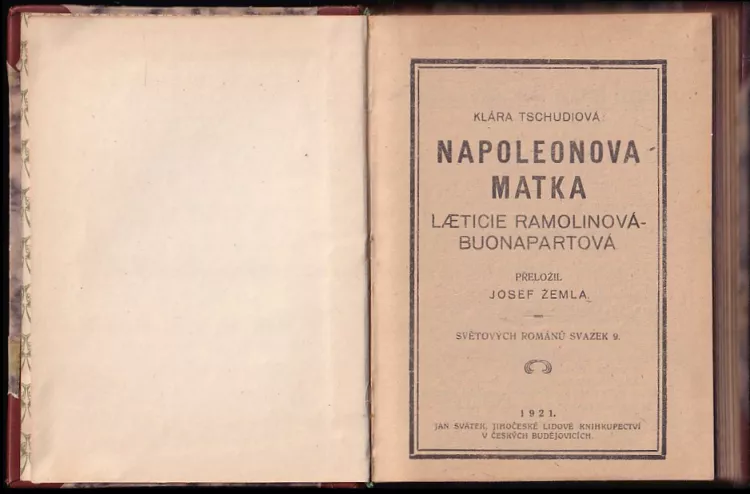 KLÁRA TSCHUDIOVÁ
NAPOLEONOVA
MATKA
LÆTICIE RAMOLINOVÁ-
BUONAPARTOVÁ
PŘELOŽIL
JOSEF ŽEMLA
SVĚTOVÝCH ROMÁNŮ SVAZEK 9.
1921.
JAN SVÁTEK, JIHOČESKÉ LIDOVÉ KNIHKUPECTVÍ
V ČESKÝCH BUDĚJOVICÍCH.